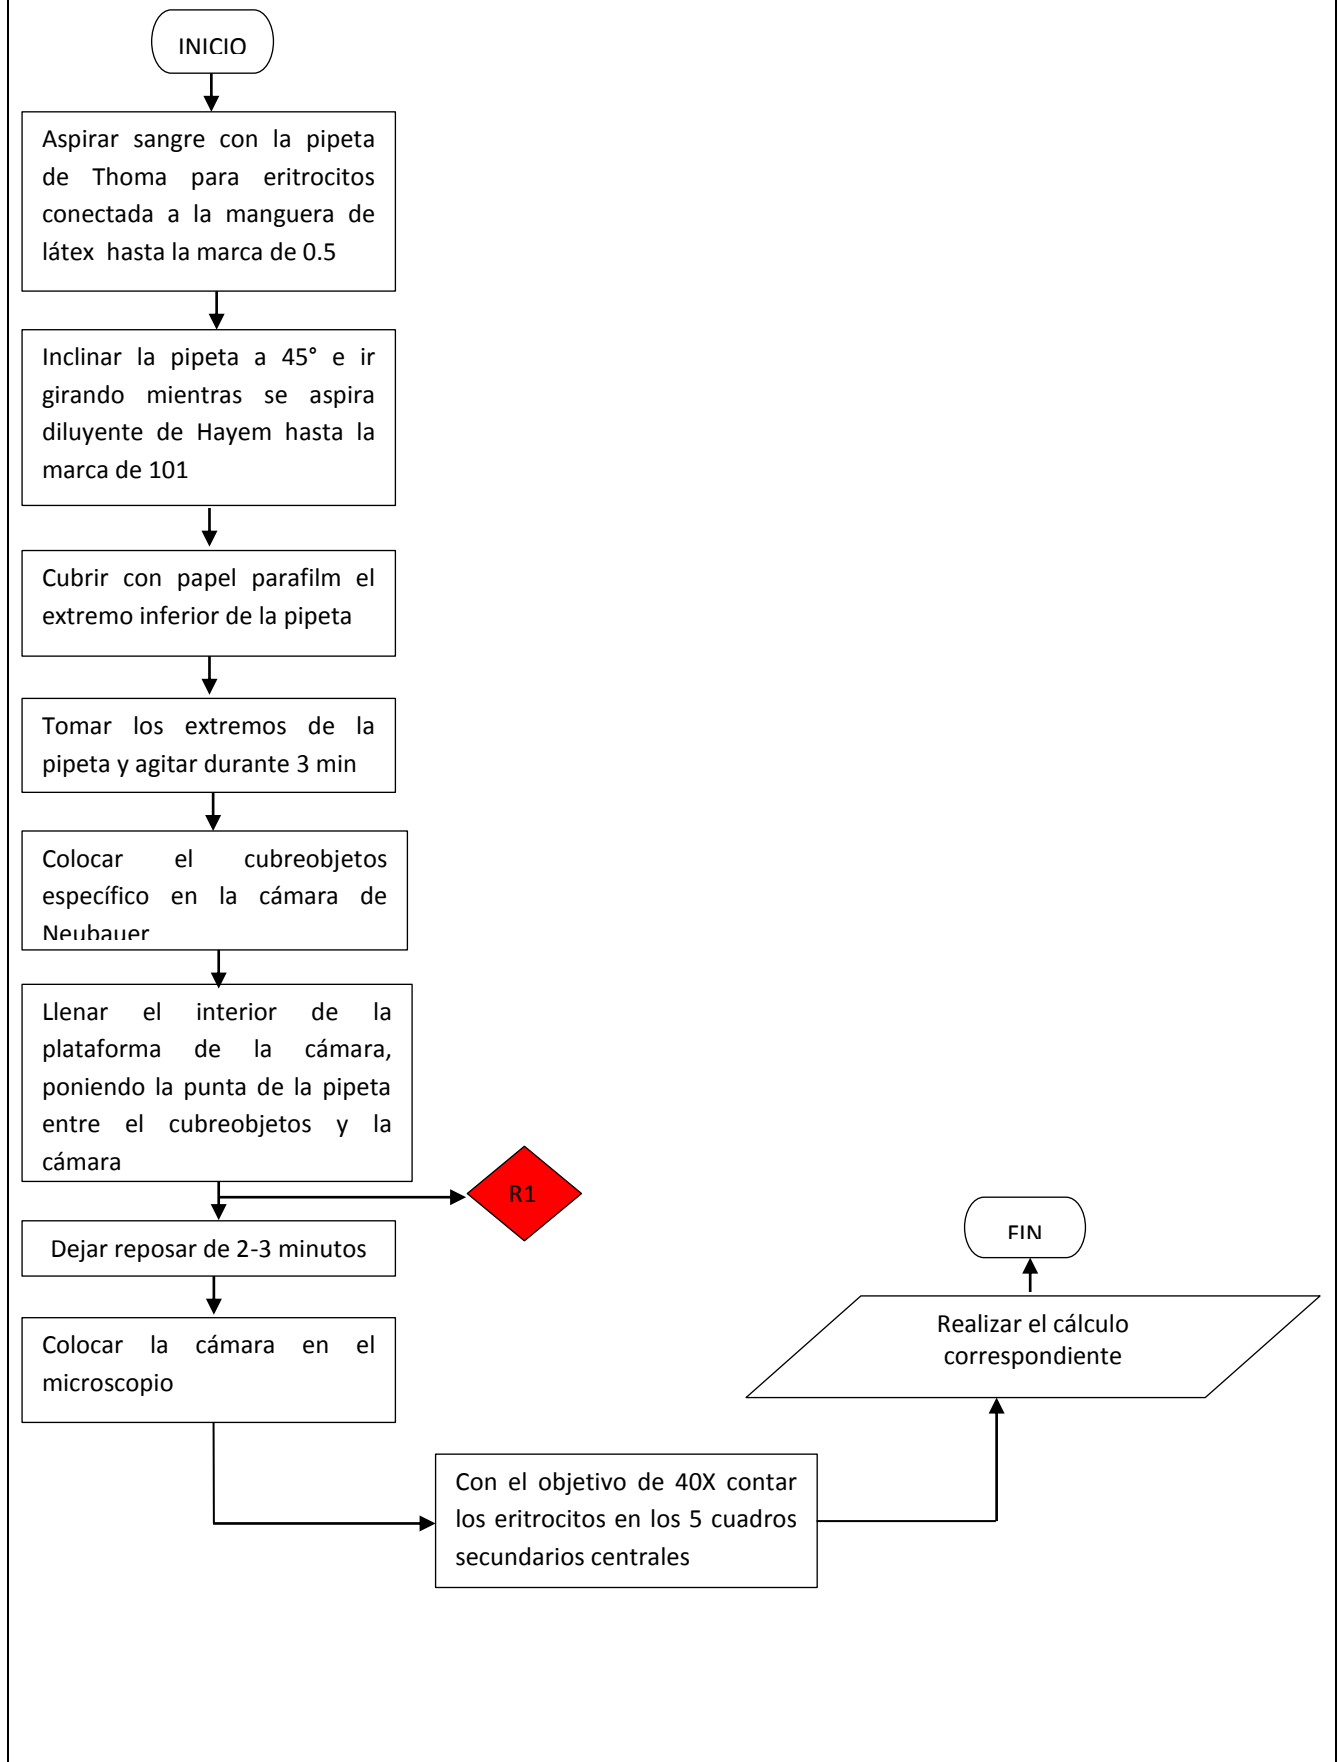 INICIO
Aspirar sangre con la pipeta
de Thoma para eritrocitos
conectada a la manguera de
látex hasta la marca de 0.5
Inclinar la pipeta a 45° e ir
girando mientras se aspira
diluyente de Hayem hasta la
marca de 101
Cubrir con papel parafilm el
extremo inferior de la pipeta
Tomar los extremos de la
pipeta y agitar durante 3 min
Colocar el cubreobjetos
específico en la cámara de
Neubauer
Llenar el interior de la
plataforma de la cámara,
poniendo la punta de la pipeta
entre el cubreobjetos y la
cámara
R1
Dejar reposar de 2-3 minutos
Colocar la cámara en el
microscopio
Con el objetivo de 40X contar
los eritrocitos en los 5 cuadros
secundarios centrales
Realizar el cálculo
correspondiente
FIN